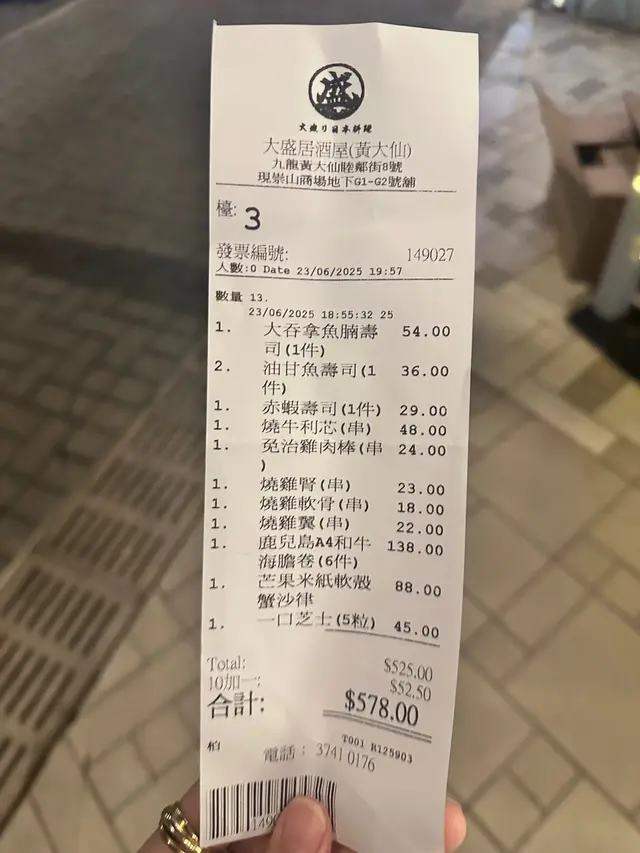 盛
大盛り日本料理
大盛居酒屋(黃大仙)
九龍黃大仙睦鄰街8號
現崇山商場地下G1-G2號舖
檯: 3
發票編號: 149027
人數:0 Date 23/06/2025 19:57
數量 13.
23/06/2025 18:55:32 25
1. 大吞拿魚腩壽 54.00
司(1件)
2. 油甘魚壽司(1 36.00
件)
1. 赤蝦壽司(1件) 29.00
1. 燒牛利芯(串) 48.00
1. 免治雞肉棒(串 24.00
)
1. 燒雞腎(串) 23.00
1. 燒雞軟骨(串) 18.00
1. 燒雞翼(串) 22.00
1. 鹿兒島A4和牛 138.00
海膽卷(6件)
1. 芒果米紙軟殼 88.00
蟹沙律
1. 一口芝士(5粒) 45.00
Total: $525.00
10加一: $52.50
合計: $578.00
柏 T001 R125903
電話: 3741 0176